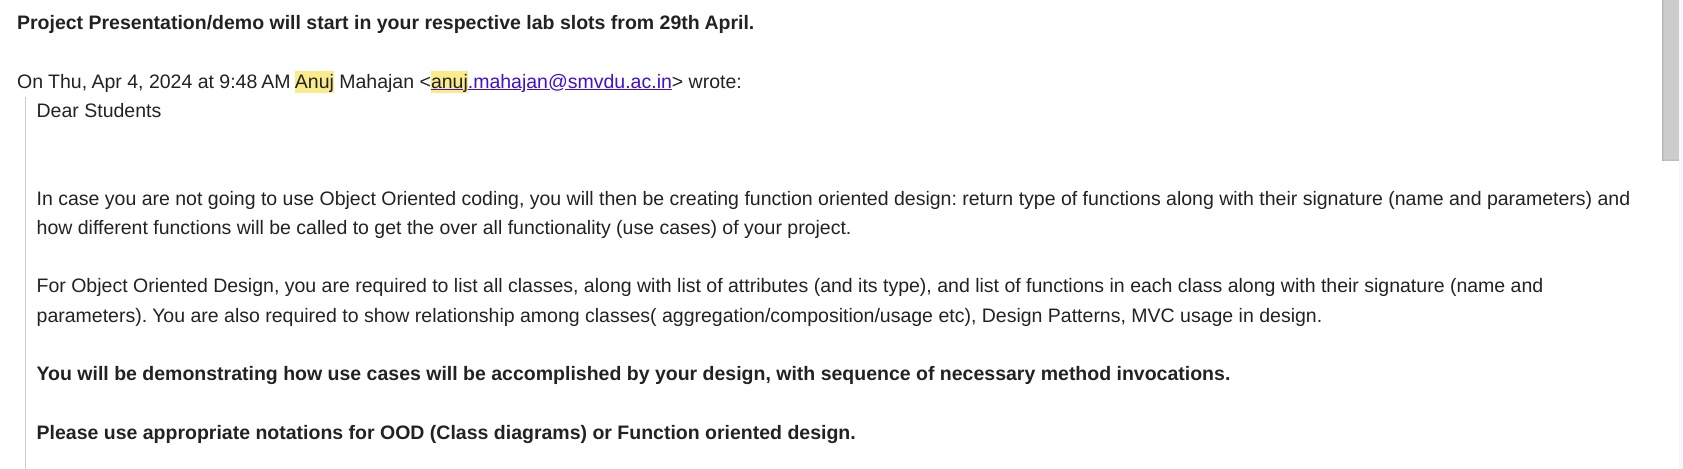 Project Presentation/demo will start in your respective lab slots from 29th April.
On Thu, Apr 4, 2024 at 9:48 AM Anuj Mahajan <anuj.mahajan@smvdu.ac.in> wrote:
Dear Students
In case you are not going to use Object Oriented coding, you will then be creating function oriented design: return type of functions along with their signature (name and parameters) and
how different functions will be called to get the over all functionality (use cases) of your project.
For Object Oriented Design, you are required to list all classes, along with list of attributes (and its type), and list of functions in each class along with their signature (name and
parameters). You are also required to show relationship among classes( aggregation/composition/usage etc), Design Patterns, MVC usage in design.
You will be demonstrating how use cases will be accomplished by your design, with sequence of necessary method invocations.
Please use appropriate notations for OOD (Class diagrams) or Function oriented design.